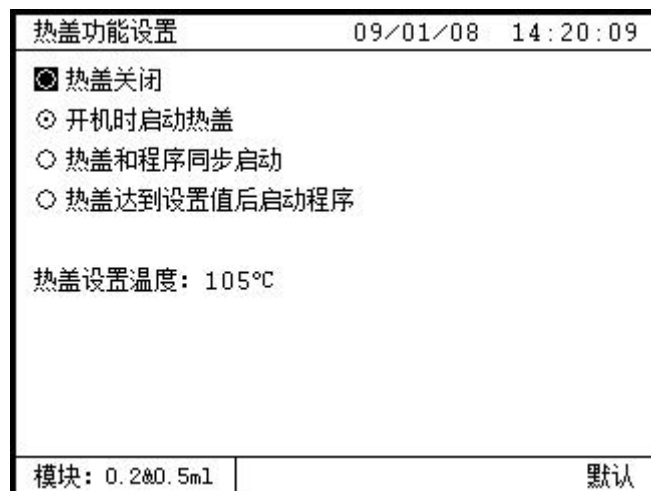 热盖功能设置 09/01/08 14:20:09
热盖关闭
开机时启动热盖
热盖和程序同步启动
热盖达到设置值后启动程序
热盖设置温度: 105℃
模块: 0.2&0.5ml 默认